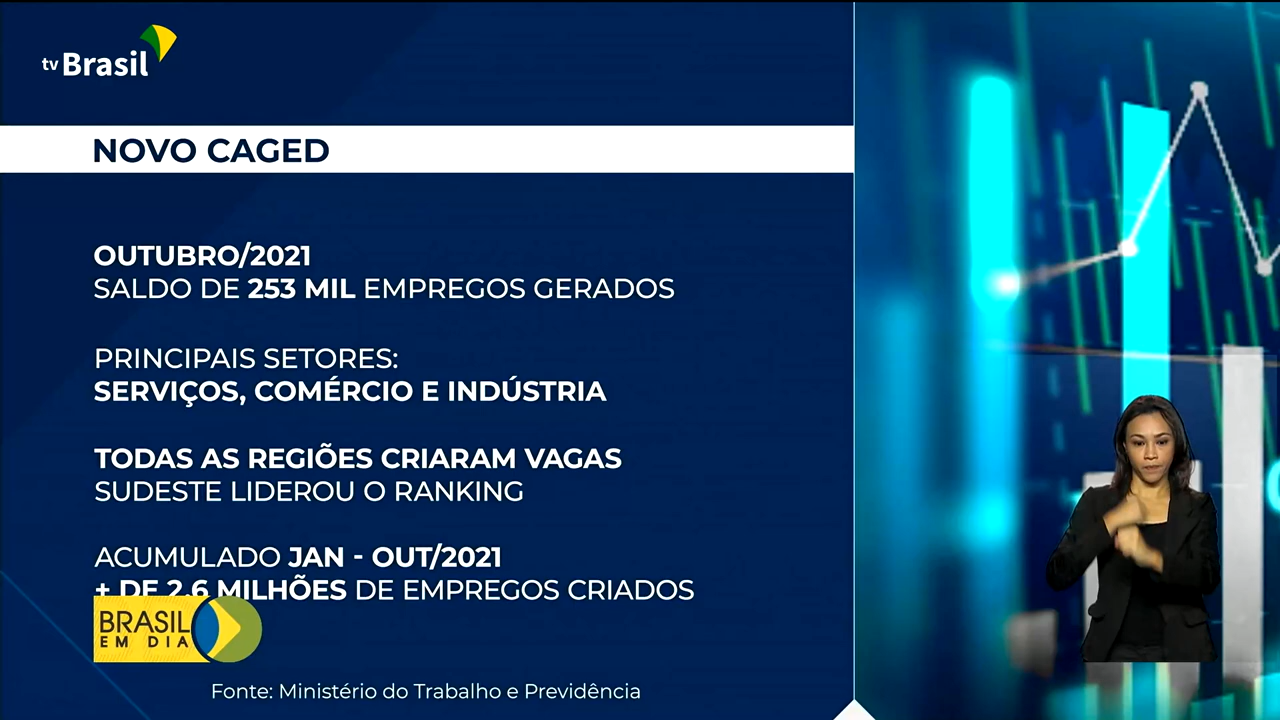 tv Brasil
NOVO CAGED
OUTUBRO/2021
SALDO DE 253 MIL EMPREGOS GERADOS
PRINCIPAIS SETORES:
SERVIÇOS, COMÉRCIO E INDÚSTRIA
TODAS AS REGIÕES CRIARAM VAGAS
SUDESTE LIDEROU O RANKING
ACUMULADO JAN - OUT/2021
+ DE 2,6 MILHÕES DE EMPREGOS CRIADOS
BRASIL
EM DIA
Fonte: Ministério do Trabalho e Previdência